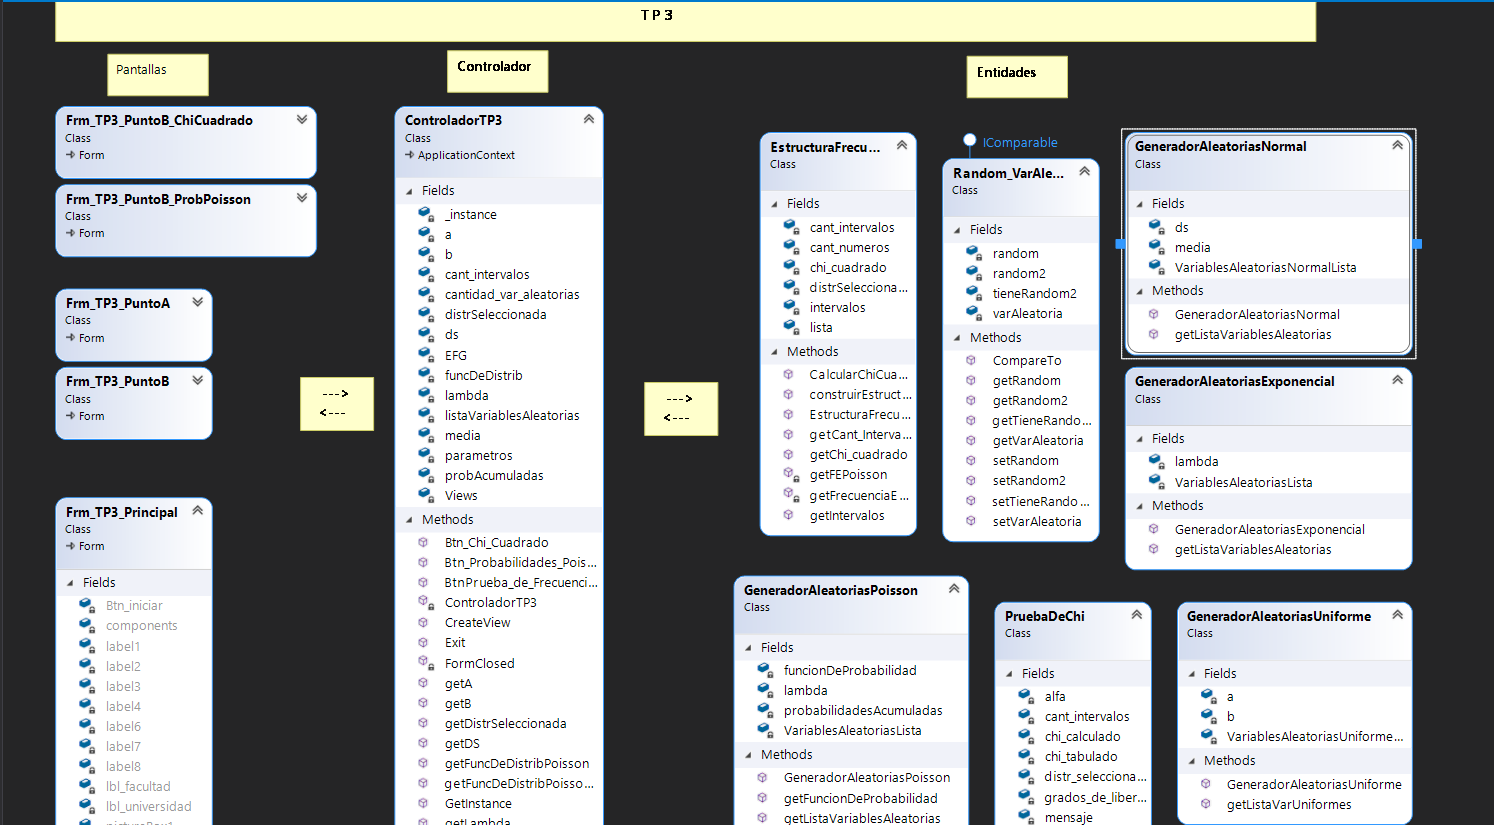 TP3
Pantallas
Controlador
Entidades
Frm_TP3_PuntoB_ChiCuadrado
Class
Form
Frm_TP3_PuntoB_ProbPoisson
Class
Form
Frm_TP3_PuntoA
Class
Form
Frm_TP3_PuntoB
Class
Form
Frm_TP3_Principal
Class
Form
Fields
Btn_iniciar
components
label1
label2
label3
label4
label6
label7
label8
lbl_facultad
lbl_universidad
pictureBox1
--->
<---
ControladorTP3
Class
ApplicationContext
Fields
_instance
a
b
cant_intervalos
cantidad_var_aleatorias
distrSeleccionada
ds
EFG
funcDeDistrib
lambda
listaVariablesAleatorias
media
parametros
probAcumuladas
Views
Methods
Btn_Chi_Cuadrado
Btn_Probabilidades_Pois...
BtnPrueba_de_Frecuenci...
ControladorTP3
CreateView
Exit
FormClosed
getA
getB
getDistrSeleccionada
getDS
getFuncDeDistribPoisson
getFuncDeDistribPoisso...
GetInstance
getLambda
--->
<---
EstructuraFrecu...
Class
Fields
cant_intervalos
cant_numeros
chi_cuadrado
distrSelecciona...
intervalos
lista
Methods
CalcularChiCua...
construirEstruct...
EstructuraFrecu...
getCant_Interva...
getChi_cuadrado
getFEPoisson
getFrecuenciaE...
getIntervalos
IComparable
Random_VarAle...
Class
Fields
random
random2
tieneRandom2
varAleatoria
Methods
CompareTo
getRandom
getRandom2
getTieneRando...
getVarAleatoria
setRandom
setRandom2
setTieneRando...
setVarAleatoria
GeneradorAleatoriasNormal
Class
Fields
ds
media
VariablesAleatoriasNormalLista
Methods
GeneradorAleatoriasNormal
getListaVariablesAleatorias
GeneradorAleatoriasExponencial
Class
Fields
lambda
VariablesAleatoriasLista
Methods
GeneradorAleatoriasExponencial
getListaVariablesAleatorias
GeneradorAleatoriasPoisson
Class
Fields
funcionDeProbabilidad
lambda
probabilidadesAcumuladas
VariablesAleatoriasLista
Methods
GeneradorAleatoriasPoisson
getFuncionDeProbabilidad
getListaVariablesAleatorias
PruebaDeChi
Class
Fields
alfa
cant_intervalos
chi_calculado
chi_tabulado
distr_selecciona...
grados_de_liber...
mensaje
GeneradorAleatoriasUniforme
Class
Fields
a
b
VariablesAleatoriasUniforme...
Methods
GeneradorAleatoriasUniforme
getListaVarUniformes